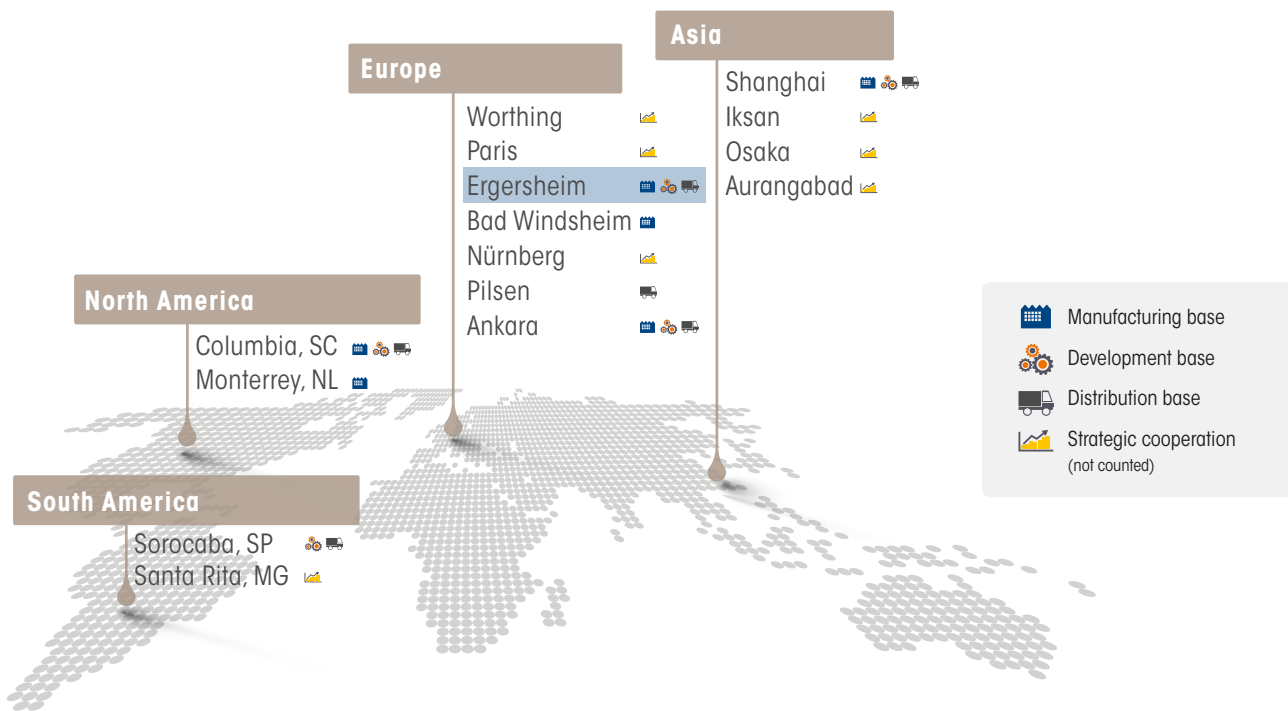 Asia
Shanghai
Iksan
Osaka
Aurangabad
Europe
Worthing
Paris
Ergersheim
Bad Windsheim
Nürnberg
Pilsen
Ankara
North America
Columbia, SC
Monterrey, NL
South America
Sorocaba, SP
Santa Rita, MG
Manufacturing base
Development base
Distribution base
Strategic cooperation
(not counted)